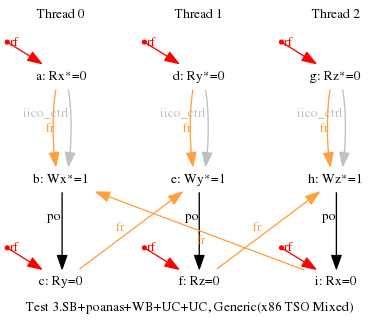 Thread 0 Thread 1 Thread 2
rf rf rf
a: Rx*=0 d: Ry*=0 g: Rz*=0
iico_ctrl iico_ctrl iico_ctrl
fr fr fr
b: Wx*=1 e: Wy*=1 h: Wz*=1
po po po
fr fr fr
rf rf rf
c: Ry=0 f: Rz=0 i: Rx=0
Test 3.SB+poanas+WB+UC+UC, Generic(x86 TSO Mixed)